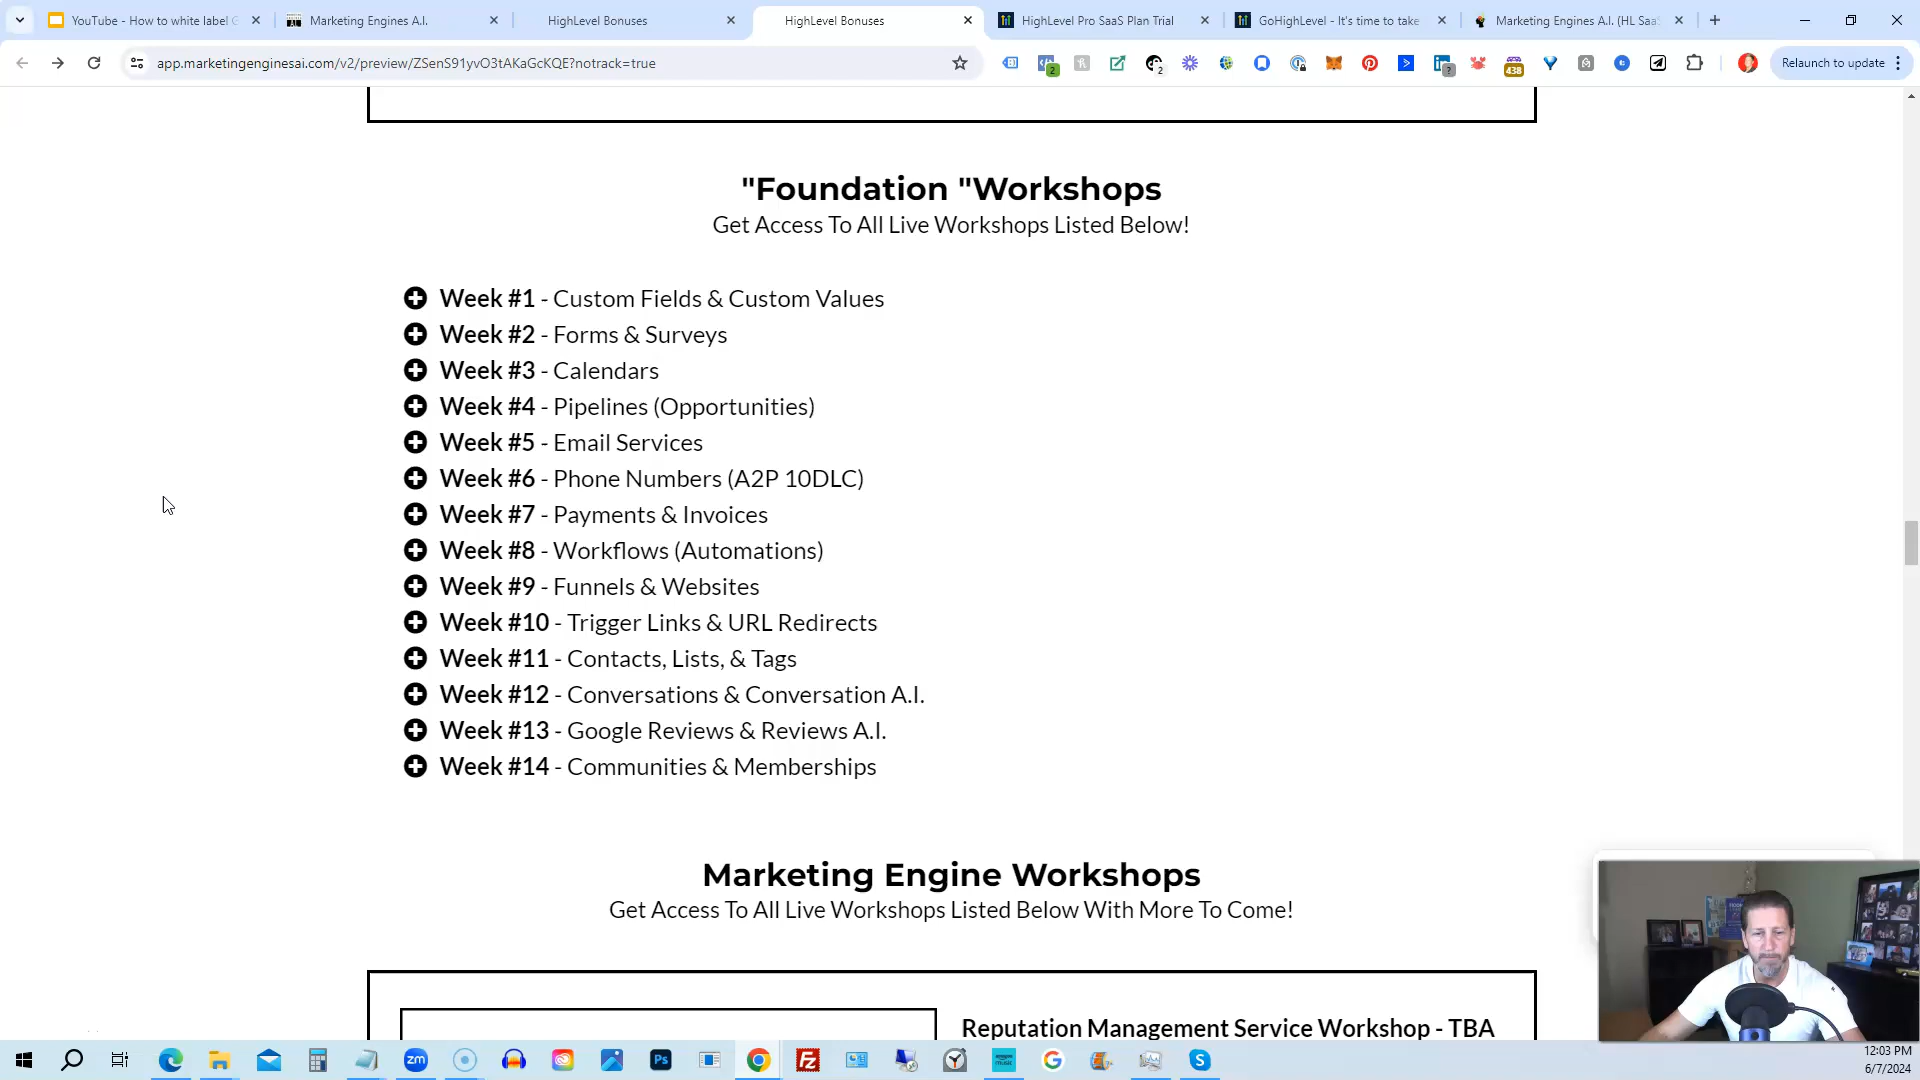 YouTube - How to white label G
Marketing Engines A.I.
HighLevel Bonuses
HighLevel Bonuses
HighLevel Pro SaaS Plan Trial
GoHighLevel - It's time to take
Marketing Engines A.I. (HL SaaS
app.marketingenginesai.com/v2/preview/ZSenS91yvO3tAKaGcKQE?notrack=true
2
2
?
438
Relaunch to update
"Foundation "Workshops
Get Access To All Live Workshops Listed Below!
Week #1 - Custom Fields & Custom Values
Week #2 - Forms & Surveys
Week #3 - Calendars
Week #4 - Pipelines (Opportunities)
Week #5 - Email Services
Week #6 - Phone Numbers (A2P 10DLC)
Week #7 - Payments & Invoices
Week #8 - Workflows (Automations)
Week #9 - Funnels & Websites
Week #10 - Trigger Links & URL Redirects
Week #11 - Contacts, Lists, & Tags
Week #12 - Conversations & Conversation A.I.
Week #13 - Google Reviews & Reviews A.I.
Week #14 - Communities & Memberships
Marketing Engine Workshops
Get Access To All Live Workshops Listed Below With More To Come!
Reputation Management Service Workshop - TBA
zm
Ps
Fz
G
S
12:03 PM
6/7/2024